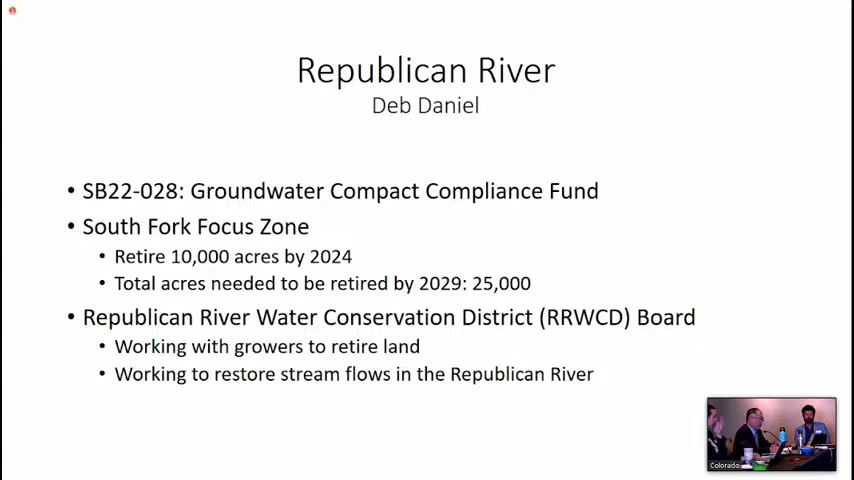 Republican River
Deb Daniel
• SB22-028: Groundwater Compact Compliance Fund
• South Fork Focus Zone
• Retire 10,000 acres by 2024
• Total acres needed to be retired by 2029: 25,000
• Republican River Water Conservation District (RRWCD) Board
• Working with growers to retire land
• Working to restore stream flows in the Republican River
Colorado